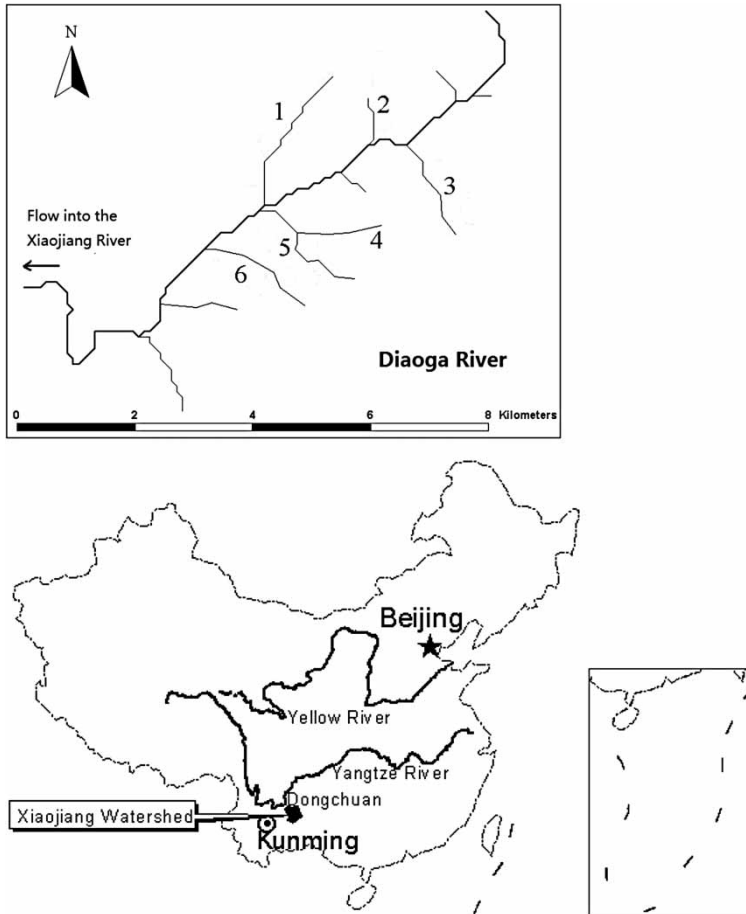 N
1
2
3
Flow into the
Xiaojiang River
4
5
6
Diaoga River
0 2 4 6 8 Kilometers
Beijing
Yellow River
Yangtze River
Dongchuan
Xiaojiang Watershed
Kunming